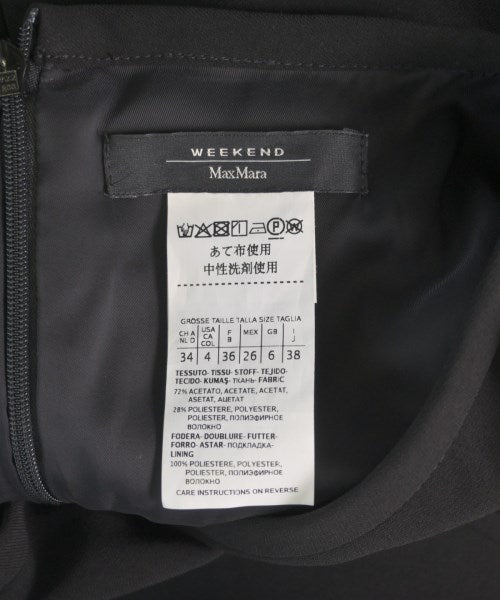 WEEKEND
MaxMara
あて布使用
中性洗剤使用
GRÖSSE TAILLE TALLA SIZE TAGLIA
CH A NL D
USA CA COL
F B
MEX
GB
I J
34 4 36 26 6 38
TESSUTO- TISSU- STOFF- TEJIDO-
TECIDO- KUMAŞ- ТКАНЬ- FABRIC
72% ACETATO, ACETATE, ACETAT,
ASETAT, АЦЕТАТ
28% POLIESTERE, POLYESTER,
POLIESTER, ПОЛИЭФИРНОЕ
ВОЛОКНО
FODERA- DOUBLURE- FUTTER-
FORRO- ASTAR- ПОДКЛАДКА-
LINING
100% POLIESTERE, POLYESTER,
POLIESTER, ПОЛИЭФИРНОЕ
ВОЛОКНО
CARE INSTRUCTIONS ON REVERSE